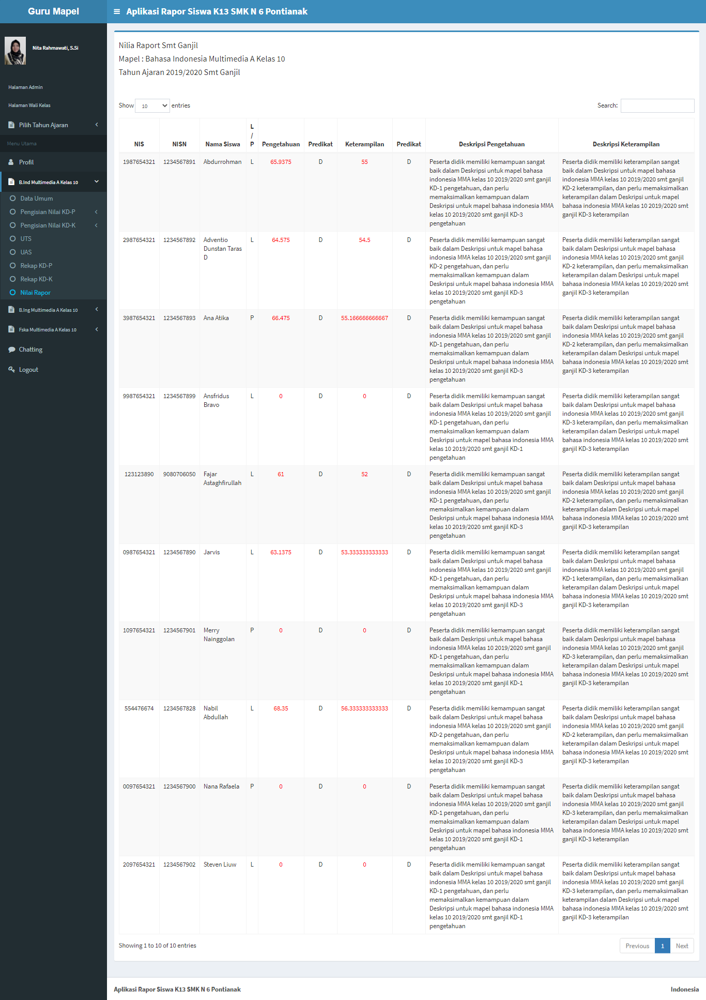 Guru Mapel
Aplikasi Rapor Siswa K13 SMK N 6 Pontianak
Nita Rahmawati, S.Si
Halaman Admin
Halaman Wali Kelas
Pilih Tahun Ajaran
Menu Utama
Profil
B.Ind Multimedia A Kelas 10
Data Umum
Pengisian Nilai KD-P
Pengisian Nilai KD-K
UTS
UAS
Rekap KD-P
Rekap KD-K
Nilai Rapor
B.Ing Multimedia A Kelas 10
Fska Multimedia A Kelas 10
Chatting
Logout
Nilia Raport Smt Ganjil
Mapel : Bahasa Indonesia Multimedia A Kelas 10
Tahun Ajaran 2019/2020 Smt Ganjil
Show 10 entries
Search:
NIS NISN Nama Siswa L / P Pengetahuan Predikat Keterampilan Predikat Deskripsi Pengetahuan Deskripsi Keterampilan
1987654321 1234567891 Abdurrohman L 65.9375 D 55 D
Peserta didik memiliki kemampuan sangat
baik dalam Deskripsi untuk mapel bahasa
indonesia MMA kelas 10 2019/2020 smt ganjil
KD-1 pengetahuan, dan perlu
memaksimalkan kemampuan dalam
Deskripsi untuk mapel bahasa indonesia MMA
kelas 10 2019/2020 smt ganjil KD-3
pengetahuan
Peserta didik memiliki keterampilan sangat
baik dalam Deskripsi untuk mapel bahasa
indonesia MMA kelas 10 2019/2020 smt ganjil
KD-2 keterampilan, dan perlu memaksimalkan
keterampilan dalam Deskripsi untuk mapel
bahasa indonesia MMA kelas 10 2019/2020 smt
ganjil KD-3 keterampilan
2987654321 1234567892 Adventio Dunstan Taras D L 64.575 D 54.5 D
Peserta didik memiliki kemampuan sangat
baik dalam Deskripsi untuk mapel bahasa
indonesia MMA kelas 10 2019/2020 smt ganjil
KD-2 pengetahuan, dan perlu
memaksimalkan kemampuan dalam
Deskripsi untuk mapel bahasa indonesia MMA
kelas 10 2019/2020 smt ganjil KD-3
pengetahuan
Peserta didik memiliki keterampilan sangat
baik dalam Deskripsi untuk mapel bahasa
indonesia MMA kelas 10 2019/2020 smt ganjil
KD-2 keterampilan, dan perlu memaksimalkan
keterampilan dalam Deskripsi untuk mapel
bahasa indonesia MMA kelas 10 2019/2020 smt
ganjil KD-3 keterampilan
3987654321 1234567893 Ana Atika P 66.475 D 55.166666666667 D
Peserta didik memiliki kemampuan sangat
baik dalam Deskripsi untuk mapel bahasa
indonesia MMA kelas 10 2019/2020 smt ganjil
KD-1 pengetahuan, dan perlu
memaksimalkan kemampuan dalam
Deskripsi untuk mapel bahasa indonesia MMA
kelas 10 2019/2020 smt ganjil KD-3
pengetahuan
Peserta didik memiliki keterampilan sangat
baik dalam Deskripsi untuk mapel bahasa
indonesia MMA kelas 10 2019/2020 smt ganjil
KD-2 keterampilan, dan perlu memaksimalkan
keterampilan dalam Deskripsi untuk mapel
bahasa indonesia MMA kelas 10 2019/2020 smt
ganjil KD-3 keterampilan
9987654321 1234567899 Ansfridus Bravo L 0 D 0 D
Peserta didik memiliki kemampuan sangat
baik dalam Deskripsi untuk mapel bahasa
indonesia MMA kelas 10 2019/2020 smt ganjil
KD-1 pengetahuan, dan perlu
memaksimalkan kemampuan dalam
Deskripsi untuk mapel bahasa indonesia MMA
kelas 10 2019/2020 smt ganjil KD-1
pengetahuan
Peserta didik memiliki keterampilan sangat
baik dalam Deskripsi untuk mapel bahasa
indonesia MMA kelas 10 2019/2020 smt ganjil
KD-3 keterampilan, dan perlu memaksimalkan
keterampilan dalam Deskripsi untuk mapel
bahasa indonesia MMA kelas 10 2019/2020 smt
ganjil KD-3 keterampilan
123123890 9080706050 Fajar Astaghfirullah L 61 D 52 D
Peserta didik memiliki kemampuan sangat
baik dalam Deskripsi untuk mapel bahasa
indonesia MMA kelas 10 2019/2020 smt ganjil
KD-1 pengetahuan, dan perlu
memaksimalkan kemampuan dalam
Deskripsi untuk mapel bahasa indonesia MMA
kelas 10 2019/2020 smt ganjil KD-3
pengetahuan
Peserta didik memiliki keterampilan sangat
baik dalam Deskripsi untuk mapel bahasa
indonesia MMA kelas 10 2019/2020 smt ganjil
KD-2 keterampilan, dan perlu memaksimalkan
keterampilan dalam Deskripsi untuk mapel
bahasa indonesia MMA kelas 10 2019/2020 smt
ganjil KD-3 keterampilan
0987654321 1234567890 Jarvis L 63.1375 D 53.333333333333 D
Peserta didik memiliki kemampuan sangat
baik dalam Deskripsi untuk mapel bahasa
indonesia MMA kelas 10 2019/2020 smt ganjil
KD-1 pengetahuan, dan perlu
memaksimalkan kemampuan dalam
Deskripsi untuk mapel bahasa indonesia MMA
kelas 10 2019/2020 smt ganjil KD-3
pengetahuan
Peserta didik memiliki keterampilan sangat
baik dalam Deskripsi untuk mapel bahasa
indonesia MMA kelas 10 2019/2020 smt ganjil
KD-1 keterampilan, dan perlu memaksimalkan
keterampilan dalam Deskripsi untuk mapel
bahasa indonesia MMA kelas 10 2019/2020 smt
ganjil KD-3 keterampilan
1097654321 1234567901 Merry Nainggolan P 0 D 0 D
Peserta didik memiliki kemampuan sangat
baik dalam Deskripsi untuk mapel bahasa
indonesia MMA kelas 10 2019/2020 smt ganjil
KD-1 pengetahuan, dan perlu
memaksimalkan kemampuan dalam
Deskripsi untuk mapel bahasa indonesia MMA
kelas 10 2019/2020 smt ganjil KD-1
pengetahuan
Peserta didik memiliki keterampilan sangat
baik dalam Deskripsi untuk mapel bahasa
indonesia MMA kelas 10 2019/2020 smt ganjil
KD-3 keterampilan, dan perlu memaksimalkan
keterampilan dalam Deskripsi untuk mapel
bahasa indonesia MMA kelas 10 2019/2020 smt
ganjil KD-3 keterampilan
554476674 1234567828 Nabil Abdullah L 68.35 D 56.333333333333 D
Peserta didik memiliki kemampuan sangat
baik dalam Deskripsi untuk mapel bahasa
indonesia MMA kelas 10 2019/2020 smt ganjil
KD-2 pengetahuan, dan perlu
memaksimalkan kemampuan dalam
Deskripsi untuk mapel bahasa indonesia MMA
kelas 10 2019/2020 smt ganjil KD-3
pengetahuan
Peserta didik memiliki keterampilan sangat
baik dalam Deskripsi untuk mapel bahasa
indonesia MMA kelas 10 2019/2020 smt ganjil
KD-2 keterampilan, dan perlu memaksimalkan
keterampilan dalam Deskripsi untuk mapel
bahasa indonesia MMA kelas 10 2019/2020 smt
ganjil KD-3 keterampilan
0097654321 1234567900 Nana Rafaela P 0 D 0 D
Peserta didik memiliki kemampuan sangat
baik dalam Deskripsi untuk mapel bahasa
indonesia MMA kelas 10 2019/2020 smt ganjil
KD-1 pengetahuan, dan perlu
memaksimalkan kemampuan dalam
Deskripsi untuk mapel bahasa indonesia MMA
kelas 10 2019/2020 smt ganjil KD-1
pengetahuan
Peserta didik memiliki keterampilan sangat
baik dalam Deskripsi untuk mapel bahasa
indonesia MMA kelas 10 2019/2020 smt ganjil
KD-3 keterampilan, dan perlu memaksimalkan
keterampilan dalam Deskripsi untuk mapel
bahasa indonesia MMA kelas 10 2019/2020 smt
ganjil KD-3 keterampilan
2097654321 1234567902 Steven Liuw L 0 D 0 D
Peserta didik memiliki kemampuan sangat
baik dalam Deskripsi untuk mapel bahasa
indonesia MMA kelas 10 2019/2020 smt ganjil
KD-1 pengetahuan, dan perlu
memaksimalkan kemampuan dalam
Deskripsi untuk mapel bahasa indonesia MMA
kelas 10 2019/2020 smt ganjil KD-1
pengetahuan
Peserta didik memiliki keterampilan sangat
baik dalam Deskripsi untuk mapel bahasa
indonesia MMA kelas 10 2019/2020 smt ganjil
KD-3 keterampilan, dan perlu memaksimalkan
keterampilan dalam Deskripsi untuk mapel
bahasa indonesia MMA kelas 10 2019/2020 smt
ganjil KD-3 keterampilan
Showing 1 to 10 of 10 entries
Previous 1 Next
Aplikasi Rapor Siswa K13 SMK N 6 Pontianak
Indonesia